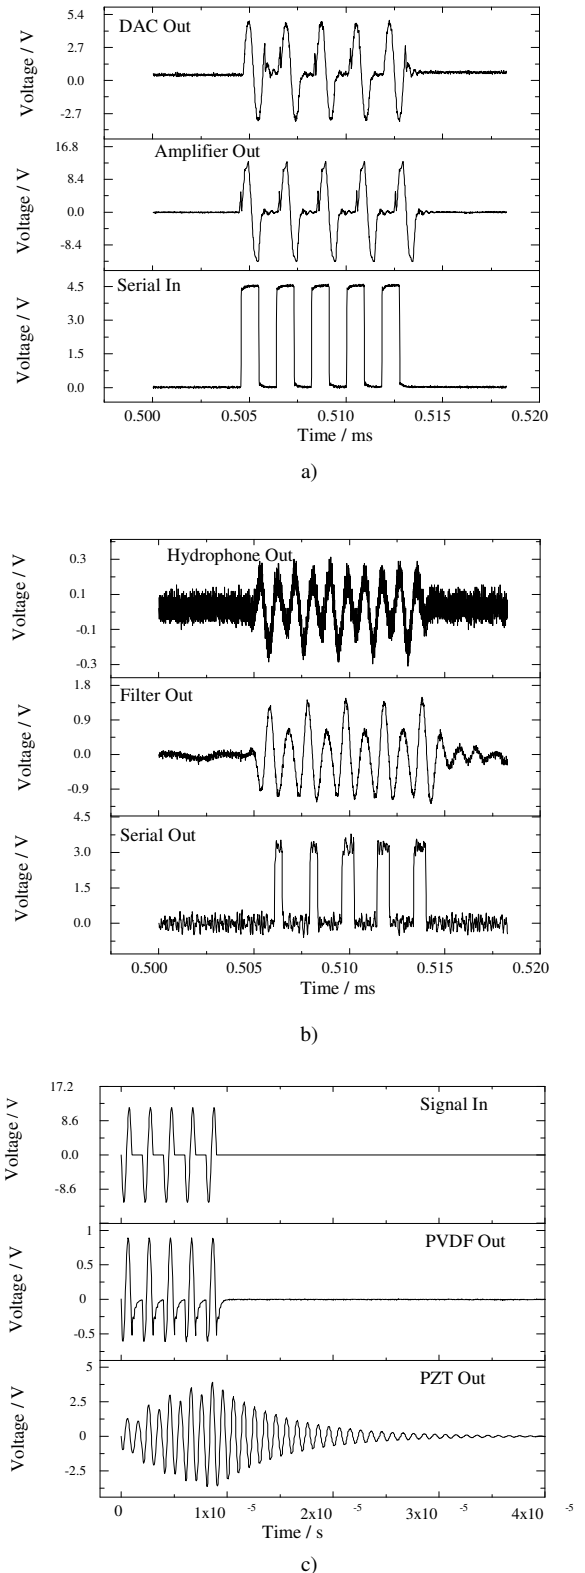 DAC Out
Voltage / V
5.4
2.7
0.0
-2.7
Amplifier Out
Voltage / V
16.8
8.4
0.0
-8.4
Serial In
Voltage / V
4.5
3.0
1.5
0.0
0.500 0.505 0.510 0.515 0.520
Time / ms
a)
Hydrophone Out
Voltage / V
0.3
0.1
-0.1
-0.3
Filter Out
Voltage / V
1.8
0.9
0.0
-0.9
Serial Out
Voltage / V
4.5
3.0
1.5
0.0
0.500 0.505 0.510 0.515 0.520
Time / ms
b)
Signal In
Voltage / V
17.2
8.6
0.0
-8.6
PVDF Out
Voltage / V
1
0
-0.5
PZT Out
Voltage / V
5
2.5
0
-2.5
0 1x10 -5 2x10 -5 3x10 -5 4x10 -5
Time / s
c)